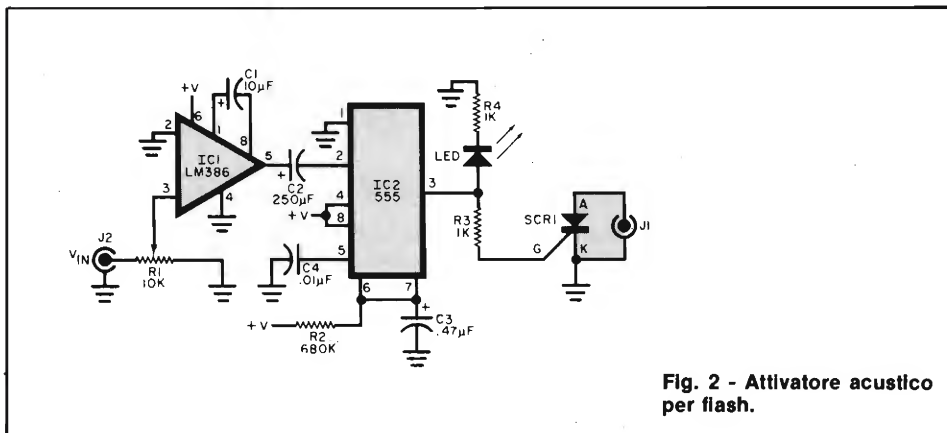 C1
10µF
+V
6
1
2
8
IC1
LM386
5
3
4
+
C2
250µF
J2
VIN
R1
10K
1
2
IC2
555
3
4
8
+V
5
C4
.01µF
6
7
+V
R2
680K
+
C3
.47µF
R4
1K
LED
R3
1K
SCR1
A
G
K
J1
+
Fig. 2 - Attivatore acustico
per flash.